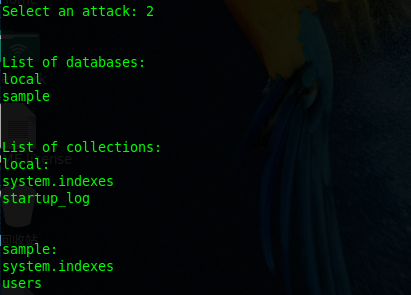 Select an attack: 2
List of databases:
local
sample
List of collections:
local:
system.indexes
startup_log
sample:
system.indexes
users